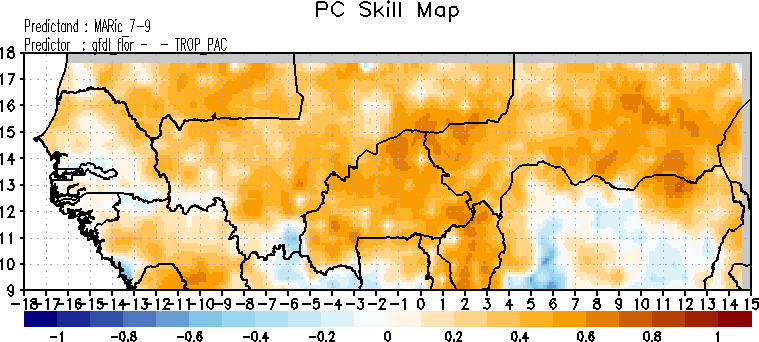 PC Skill Map
Predictand : MARic_7-9
Predictor : gfdl_flor - - TROP_PAC
18
17
16
15
14
13
12
11
10
9
-18 -17 -16 -15 -14 -13 -12 -11 -10 -9 -8 -7 -6 -5 -4 -3 -2 -1 0 1 2 3 4 5 6 7 8 9 10 11 12 13 14 15
-1 -0.8 -0.6 -0.4 -0.2 0 0.2 0.4 0.6 0.8 1